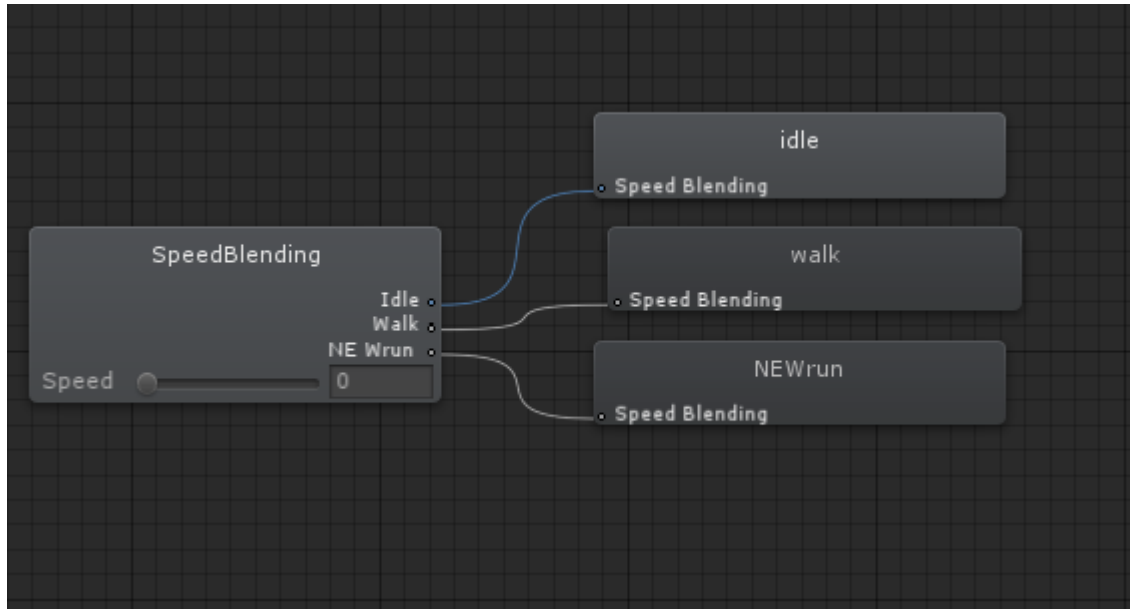 idle
Speed Blending
SpeedBlending
walk
Idle
Speed Blending
Walk
NE Wrun
NEWrun
Speed 0
Speed Blending